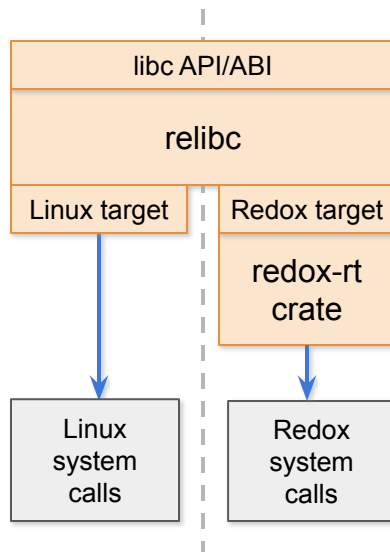 libc API/ABI
relibc
Linux target
Redox target
redox-rt
crate
Linux
system
calls
Redox
system
calls